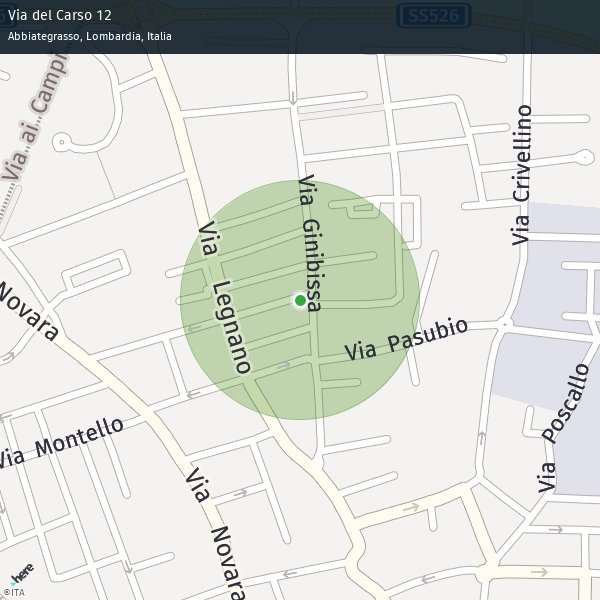 Via del Carso 12
Abbiategrasso, Lombardia, Italia
SS526
Via ai Campi
Via Crivellino
Via Ginibissa
Via Legnano
Novara
Via Pasubio
Via Montello
Via Poscallo
Via Novara
here
©ITA